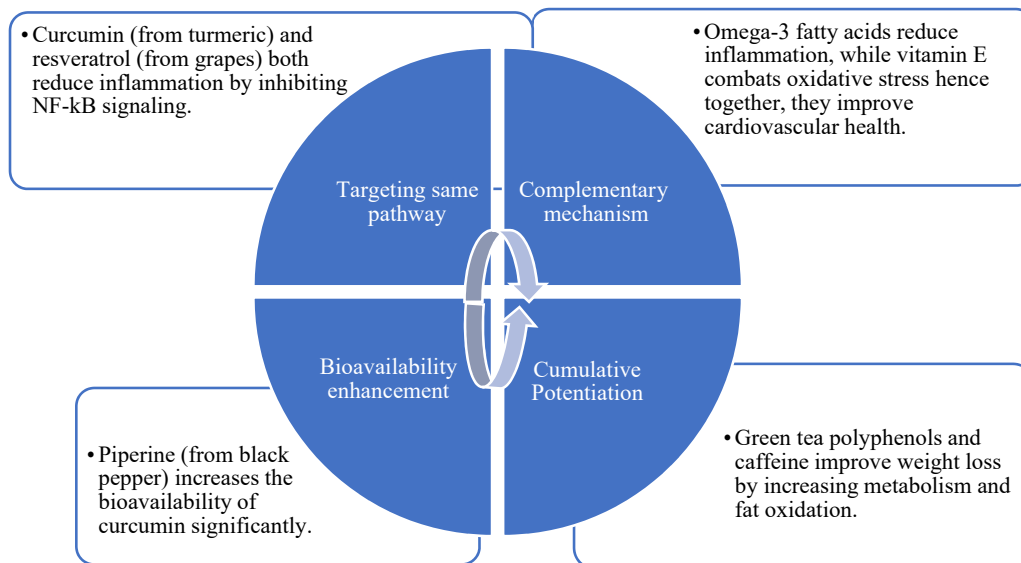 • Curcumin (from turmeric) and
resveratrol (from grapes) both
reduce inflammation by inhibiting
NF-kB signaling.
• Omega-3 fatty acids reduce
inflammation, while vitamin E
combats oxidative stress hence
together, they improve
cardiovascular health.
Targeting same
pathway
Complementary
mechanism
Bioavailability
enhancement
Cumulative
Potentiation
• Piperine (from black
pepper) increases the
bioavailability of
curcumin significantly.
• Green tea polyphenols and
caffeine improve weight loss
by increasing metabolism and
fat oxidation.